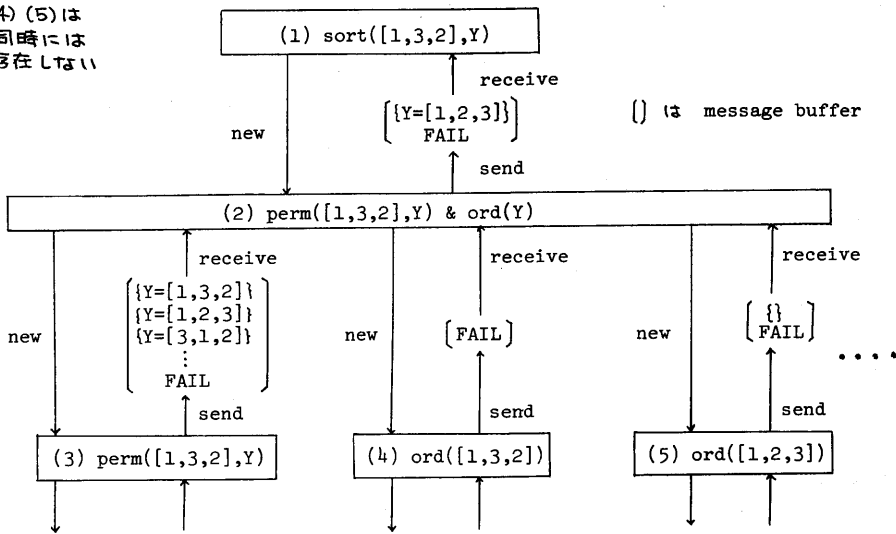 4) (5)は
同時には
存在しない
(1) sort([1,3,2],Y)
receive
{Y=[1,2,3]}
FAIL
[] は message buffer
new
send
(2) perm([1,3,2],Y) & ord(Y)
receive
receive
receive
{Y=[1,3,2]}
{Y=[1,2,3]}
{Y=[3,1,2]}
⋮
FAIL
new
new
[FAIL]
new
{}
FAIL
....
send
send
send
(3) perm([1,3,2],Y)
(4) ord([1,3,2])
(5) ord([1,2,3])